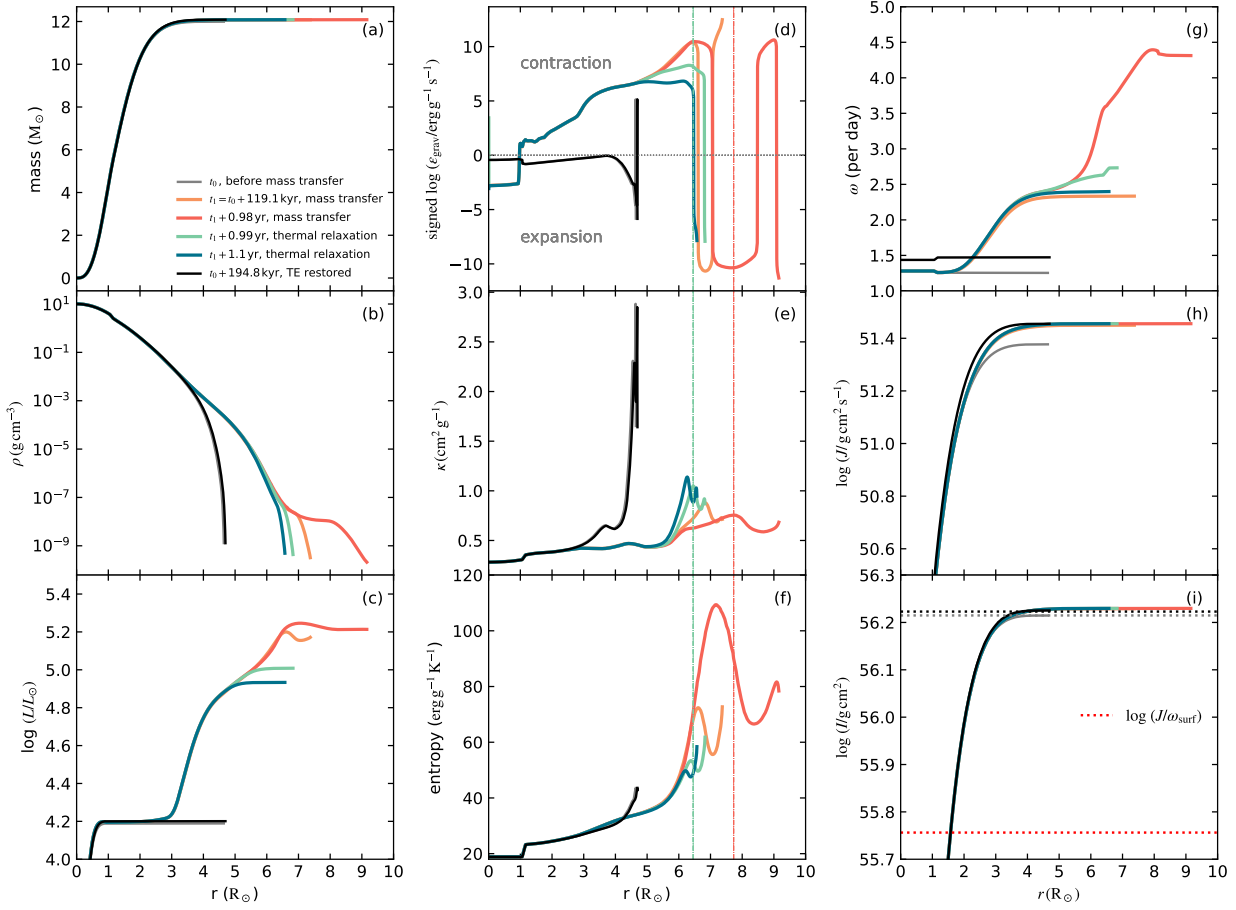 (a)
mass (M⊙)
12
10
8
6
4
2
0
t₀, before mass transfer
t₁ = t₀ + 119.1 kyr, mass transfer
t₁ + 0.98 yr, mass transfer
t₁ + 0.99 yr, thermal relaxation
t₁ + 1.1 yr, thermal relaxation
t₀ + 194.8 kyr, TE restored
(b)
ρ (g cm⁻³)
10¹
10⁻¹
10⁻³
10⁻⁵
10⁻⁷
10⁻⁹
(c)
log (L/L⊙)
5.4
5.2
5.0
4.8
4.6
4.4
4.2
4.0
0 1 2 3 4 5 6 7 8 9 10
r (R⊙)
(d)
signed log (ε_grav/erg g⁻¹ s⁻¹)
10
5
0
−5
−10
contraction
expansion
(e)
κ (cm² g⁻¹)
3.0
2.5
2.0
1.5
1.0
0.5
(f)
entropy (erg g⁻¹ K⁻¹)
120
100
80
60
40
20
0 1 2 3 4 5 6 7 8 9 10
r (R⊙)
(g)
ω (per day)
5.0
4.5
4.0
3.5
3.0
2.5
2.0
1.5
1.0
(h)
log (J/g cm² s⁻¹)
51.4
51.2
51.0
50.8
50.6
(i)
log (I/g cm²)
56.3
56.2
56.1
56.0
55.9
55.8
55.7
log (J/ω_surf)
0 1 2 3 4 5 6 7 8 9 10
r (R⊙)